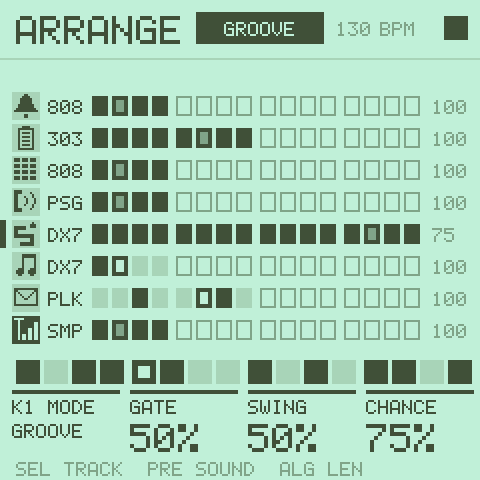 ARRANGE GROOVE 130 BPM
808 100
303 100
808 100
PSG 100
DX7 75
DX7 100
PLK 100
SMP 100
K1 MODE GATE SWING CHANCE
GROOVE 50% 50% 75%
SEL TRACK PRE SOUND ALG LEN